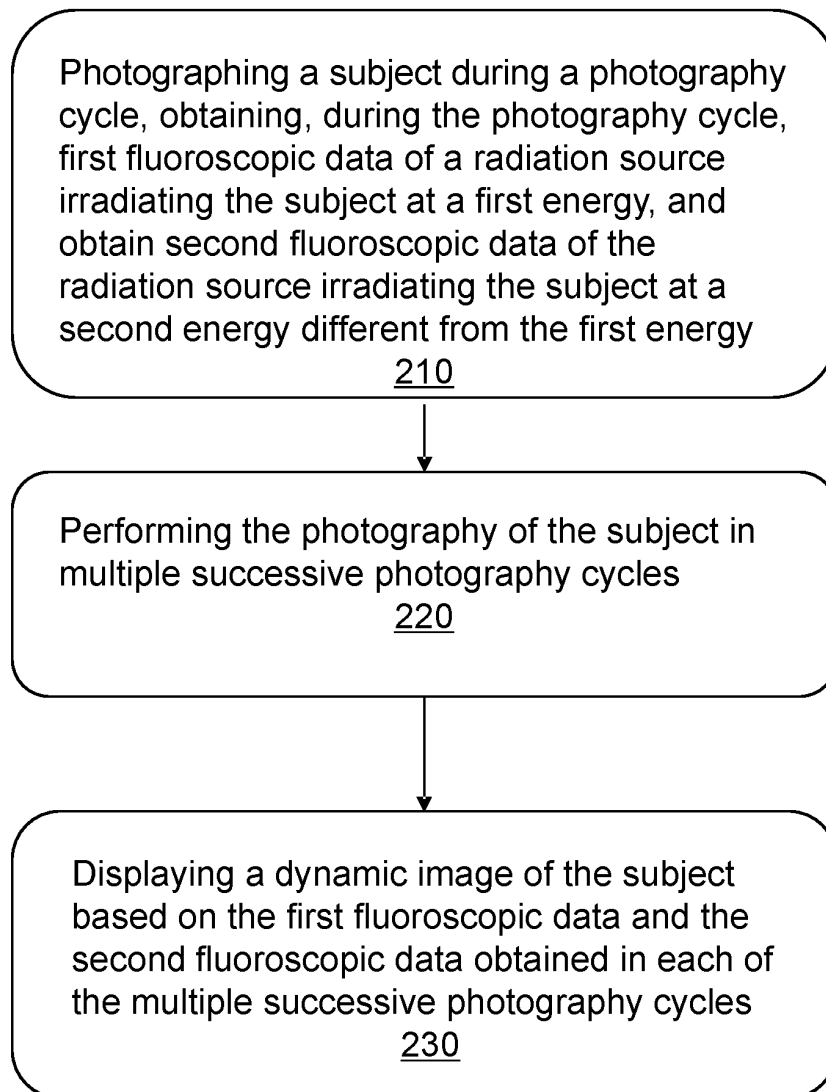 Photographing a subject during a photography
cycle, obtaining, during the photography cycle,
first fluoroscopic data of a radiation source
irradiating the subject at a first energy, and
obtain second fluoroscopic data of the
radiation source irradiating the subject at a
second energy different from the first energy
210
Performing the photography of the subject in
multiple successive photography cycles
220
Displaying a dynamic image of the subject
based on the first fluoroscopic data and the
second fluoroscopic data obtained in each of
the multiple successive photography cycles
230